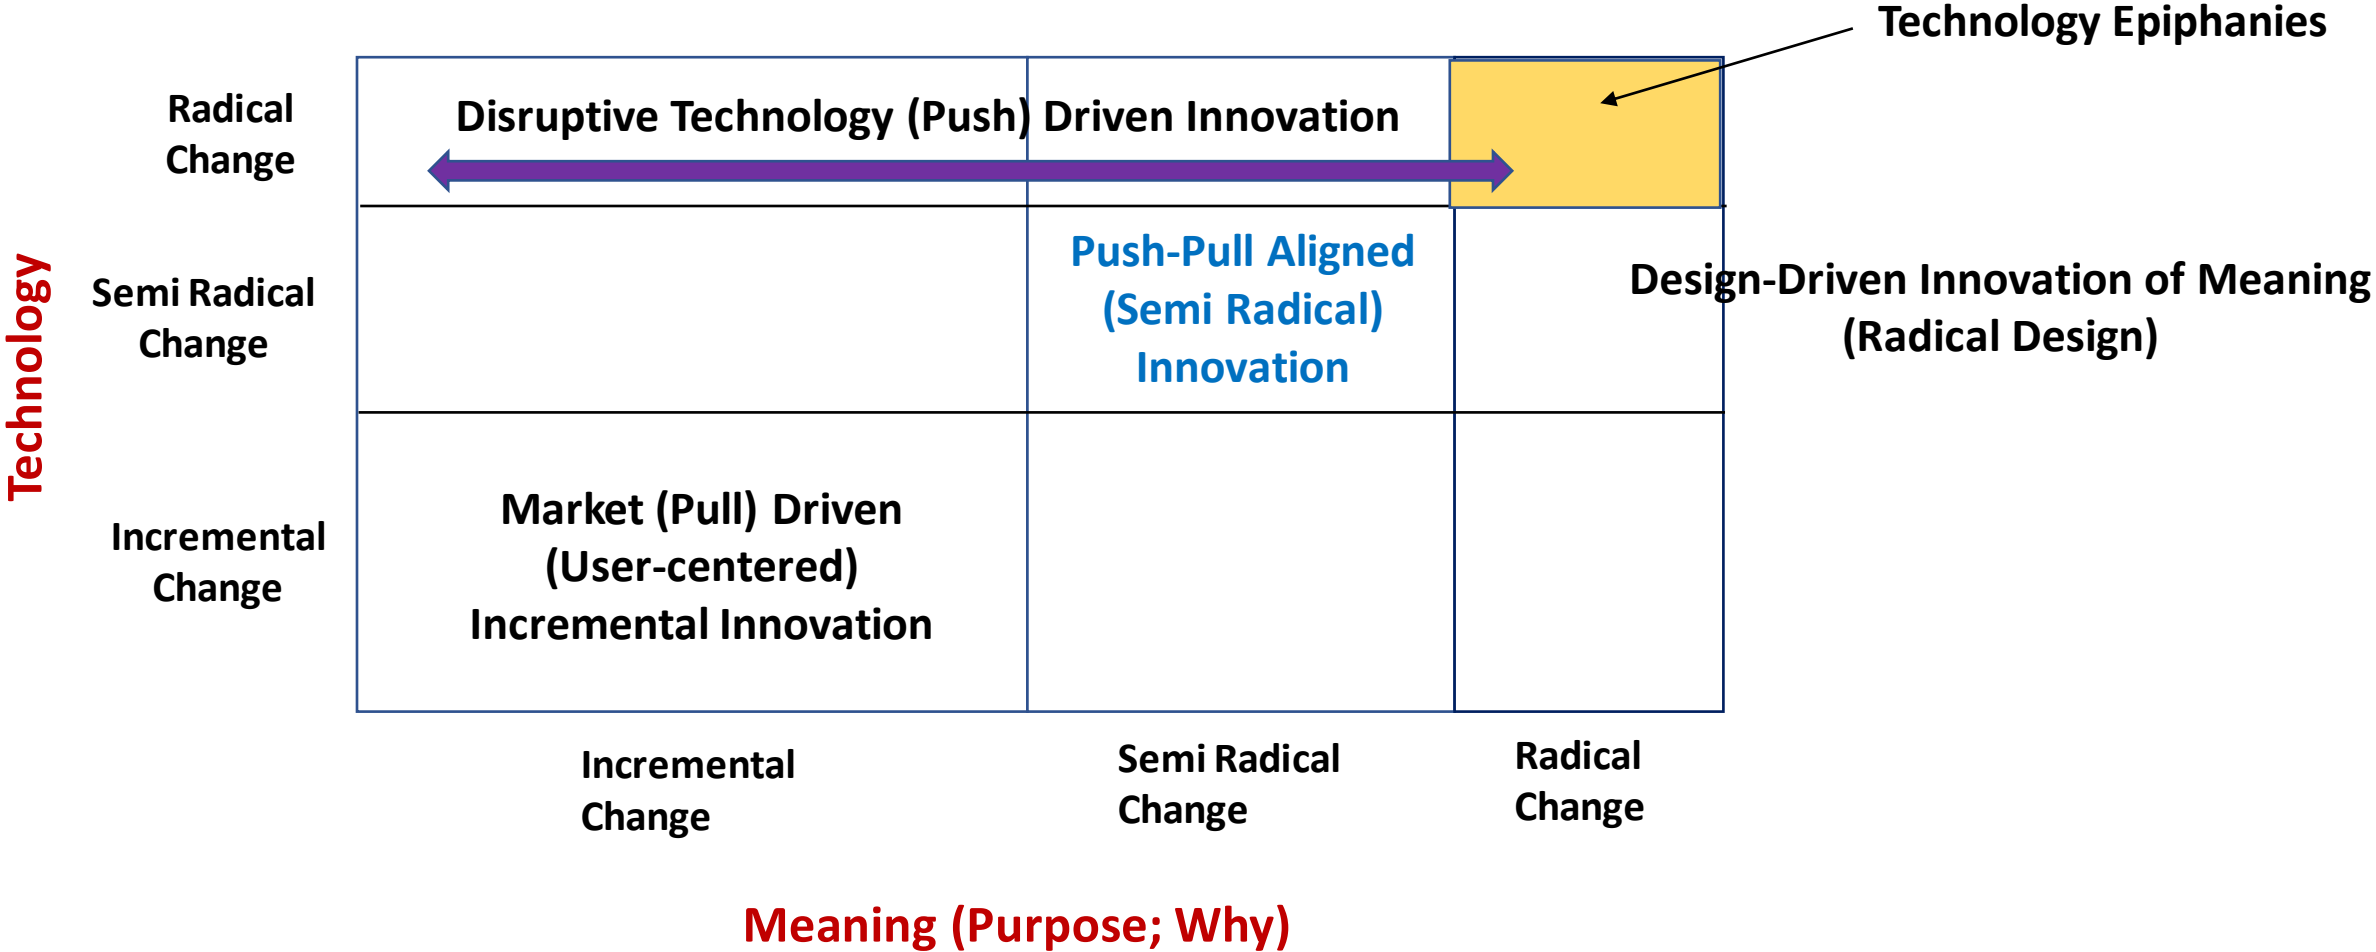 Technology Epiphanies
Radical
Change
Disruptive Technology (Push) Driven Innovation
Technology
Semi Radical
Change
Push-Pull Aligned
(Semi Radical)
Innovation
Design-Driven Innovation of Meaning
(Radical Design)
Incremental
Change
Market (Pull) Driven
(User-centered)
Incremental Innovation
Incremental
Change
Semi Radical
Change
Radical
Change
Meaning (Purpose; Why)